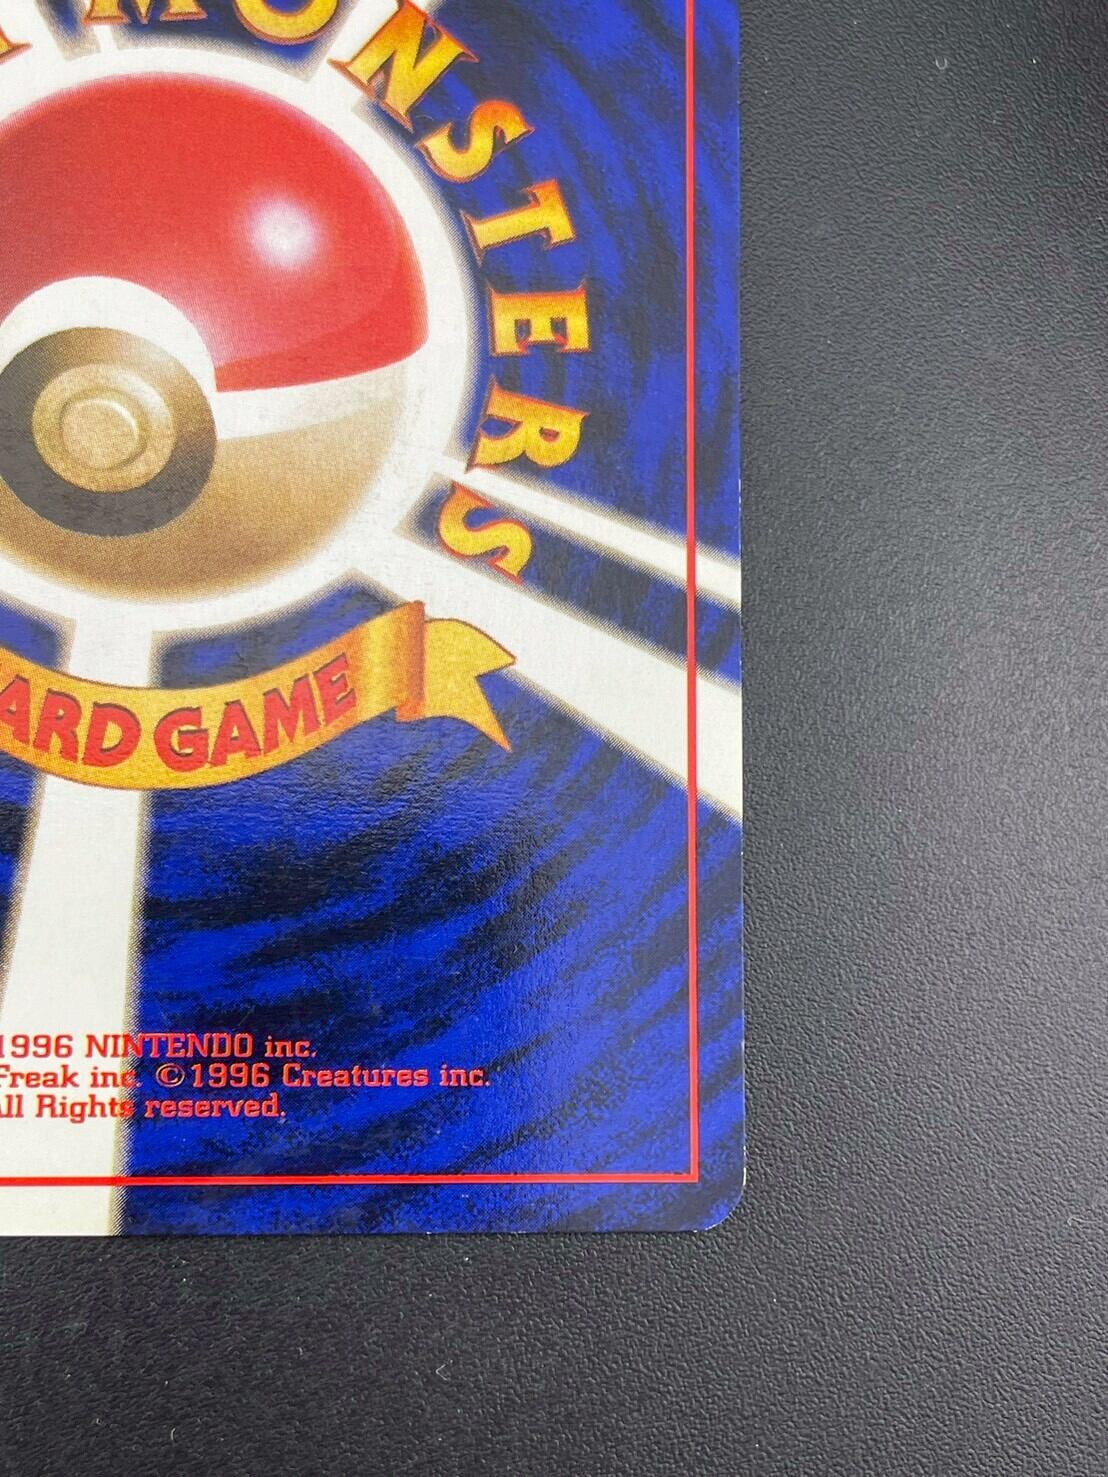 MONSTERS
ARD GAME
1996 NINTENDO inc.
Freak inc. ©1996 Creatures inc.
ll Rights reserved.